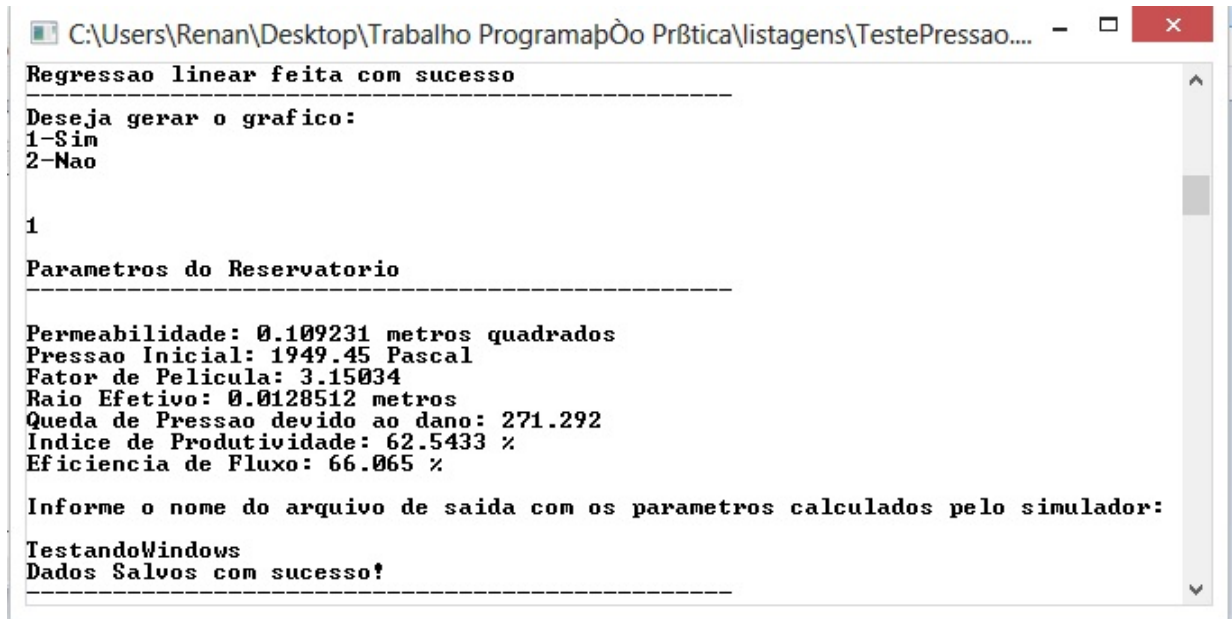 C:\Users\Renan\Desktop\Trabalho ProgramaþÒo Prßtica\listagens\TestePressao....
Regressao linear feita com sucesso
--------------------------------------------------
Deseja gerar o grafico:
1-Sim
2-Nao
1
Parametros do Reservatorio
--------------------------------------------------
Permeabilidade: 0.109231 metros quadrados
Pressao Inicial: 1949.45 Pascal
Fator de Pelicula: 3.15034
Raio Efetivo: 0.0128512 metros
Queda de Pressao devido ao dano: 271.292
Indice de Produtividade: 62.5433 %
Eficiencia de Fluxo: 66.065 %
Informe o nome do arquivo de saida com os parametros calculados pelo simulador:
TestandoWindows
Dados Salvos com sucesso!
--------------------------------------------------